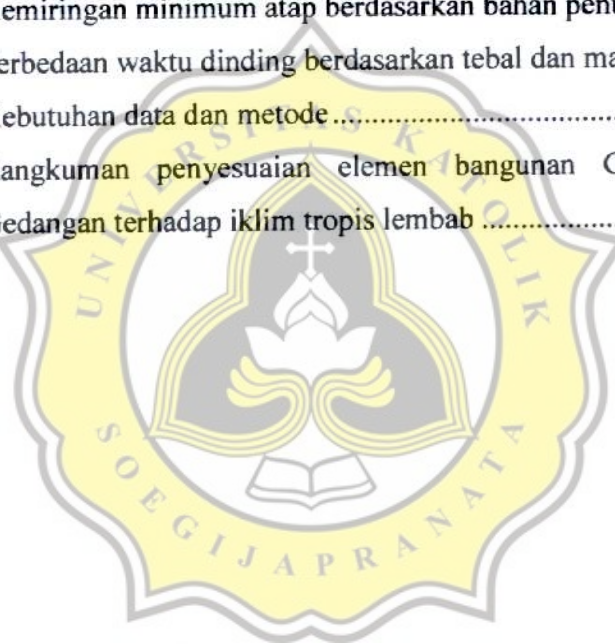 emiringan minimum atap berdasarkan bahan penu
erbedaan waktu dinding berdasarkan tebal dan ma
ebutuhan data dan metode
angkuman penyesuaian elemen bangunan G
edangan terhadap iklim tropis lembab
UNIVERSITAS KATOLIK
SOEGIJAPRANATA